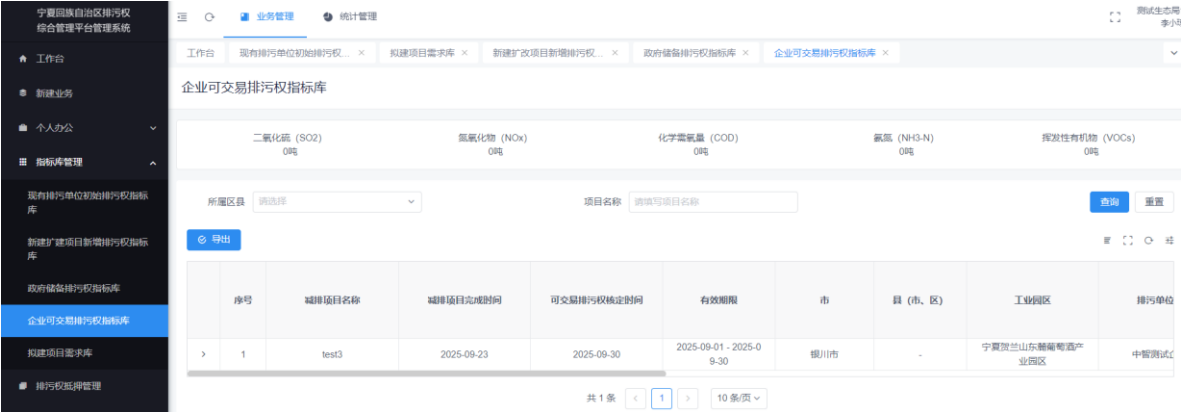 宁夏回族自治区排污权
综合管理平台管理系统
业务管理
统计管理
测试生态局
工作台
现有排污单位初始排污权... ×
拟建项目需求库 ×
新建扩改项目新增排污权... ×
政府储备排污权指标库 ×
企业可交易排污权指标库 ×
工作台
新建业务
个人办公
指标库管理
现有排污单位初始排污权指标
库
新建扩建项目新增排污权指标
库
政府储备排污权指标库
企业可交易排污权指标库
拟建项目需求库
排污权抵押管理
企业可交易排污权指标库
二氧化硫 (SO2)
0吨
氮氧化物 (NOx)
0吨
化学需氧量 (COD)
0吨
氨氮 (NH3-N)
0吨
挥发性有机物 (VOCs)
0吨
所属区县 请选择
项目名称 请填写项目名称
查询 重置
导出
序号 减排项目名称 减排项目完成时间 可交易排污权核定时间 有效期限 市 县 (市、区) 工业园区 排污单位
1 test3 2025-09-23 2025-09-30 2025-09-01 - 2025-0
9-30 银川市 - 宁夏贺兰山东麓葡萄酒产
业园区 中智测试
共 1 条 < 1 > 10 条/页